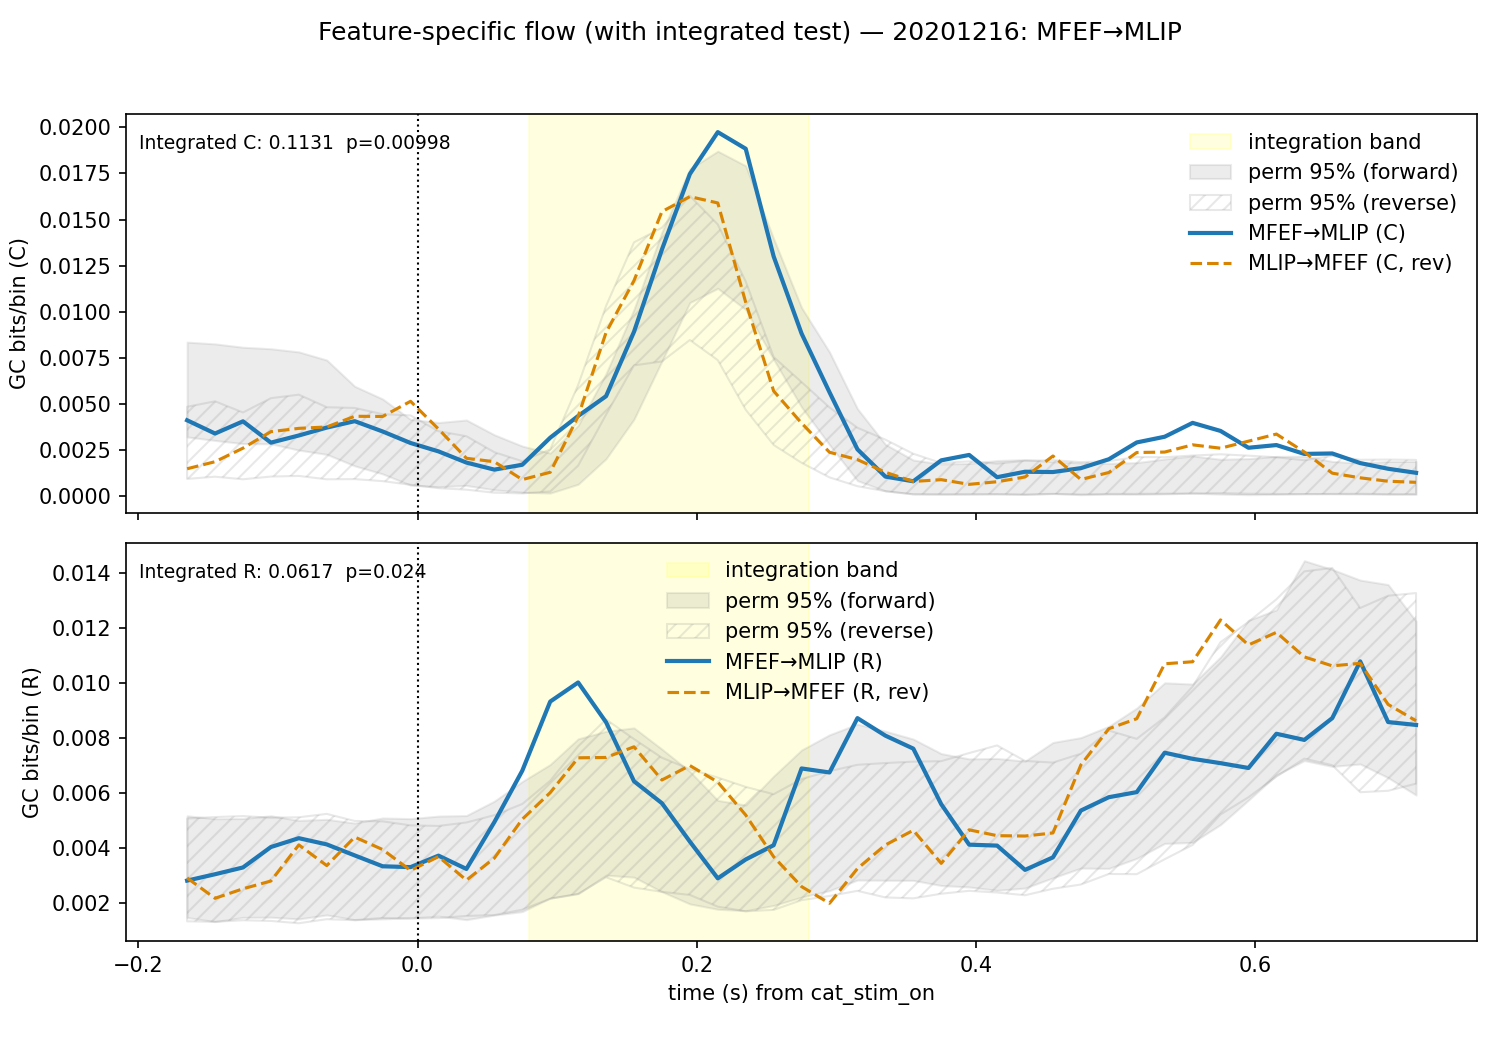 Feature-specific flow (with integrated test) — 20201216: MFEF→MLIP
0.0200
0.0175
0.0150
0.0125
0.0100
0.0075
0.0050
0.0025
0.0000
GC bits/bin (C)
Integrated C: 0.1131  p=0.00998
integration band
perm 95% (forward)
perm 95% (reverse)
MFEF→MLIP (C)
MLIP→MFEF (C, rev)
0.014
0.012
0.010
0.008
0.006
0.004
0.002
GC bits/bin (R)
Integrated R: 0.0617  p=0.024
integration band
perm 95% (forward)
perm 95% (reverse)
MFEF→MLIP (R)
MLIP→MFEF (R, rev)
−0.2 0.0 0.2 0.4 0.6
time (s) from cat_stim_on